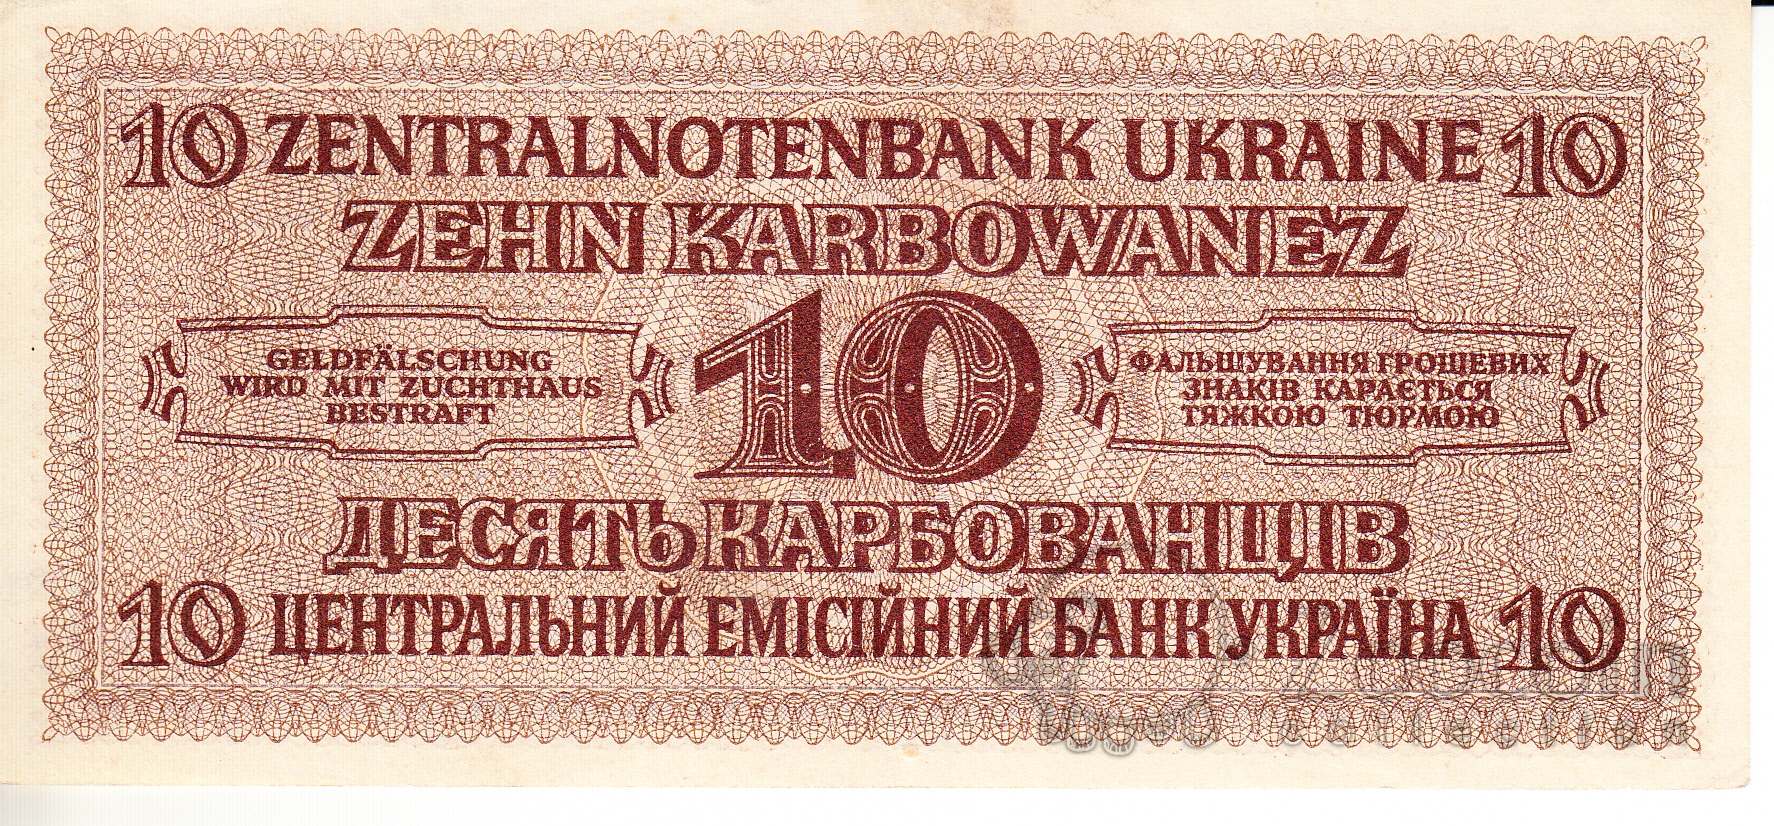 10 ZENTRALNOTENBANK UKRAINE 10
ZEHN KARBOWANEZ
GELDFÄLSCHUNG
WIRD MIT ZUCHTHAUS
BESTRAFT
10
ФАЛЬШУВАННЯ ГРОШЕВИХ
ЗНАКІВ КАРАЄТЬСЯ
ТЯЖКОЮ ТЮРМОЮ
ДЕСЯТЬ КАРБОВАНЦІВ
10 ЦЕНТРАЛЬНИЙ ЕМІСІЙНИЙ БАНК УКРАЇНА 10